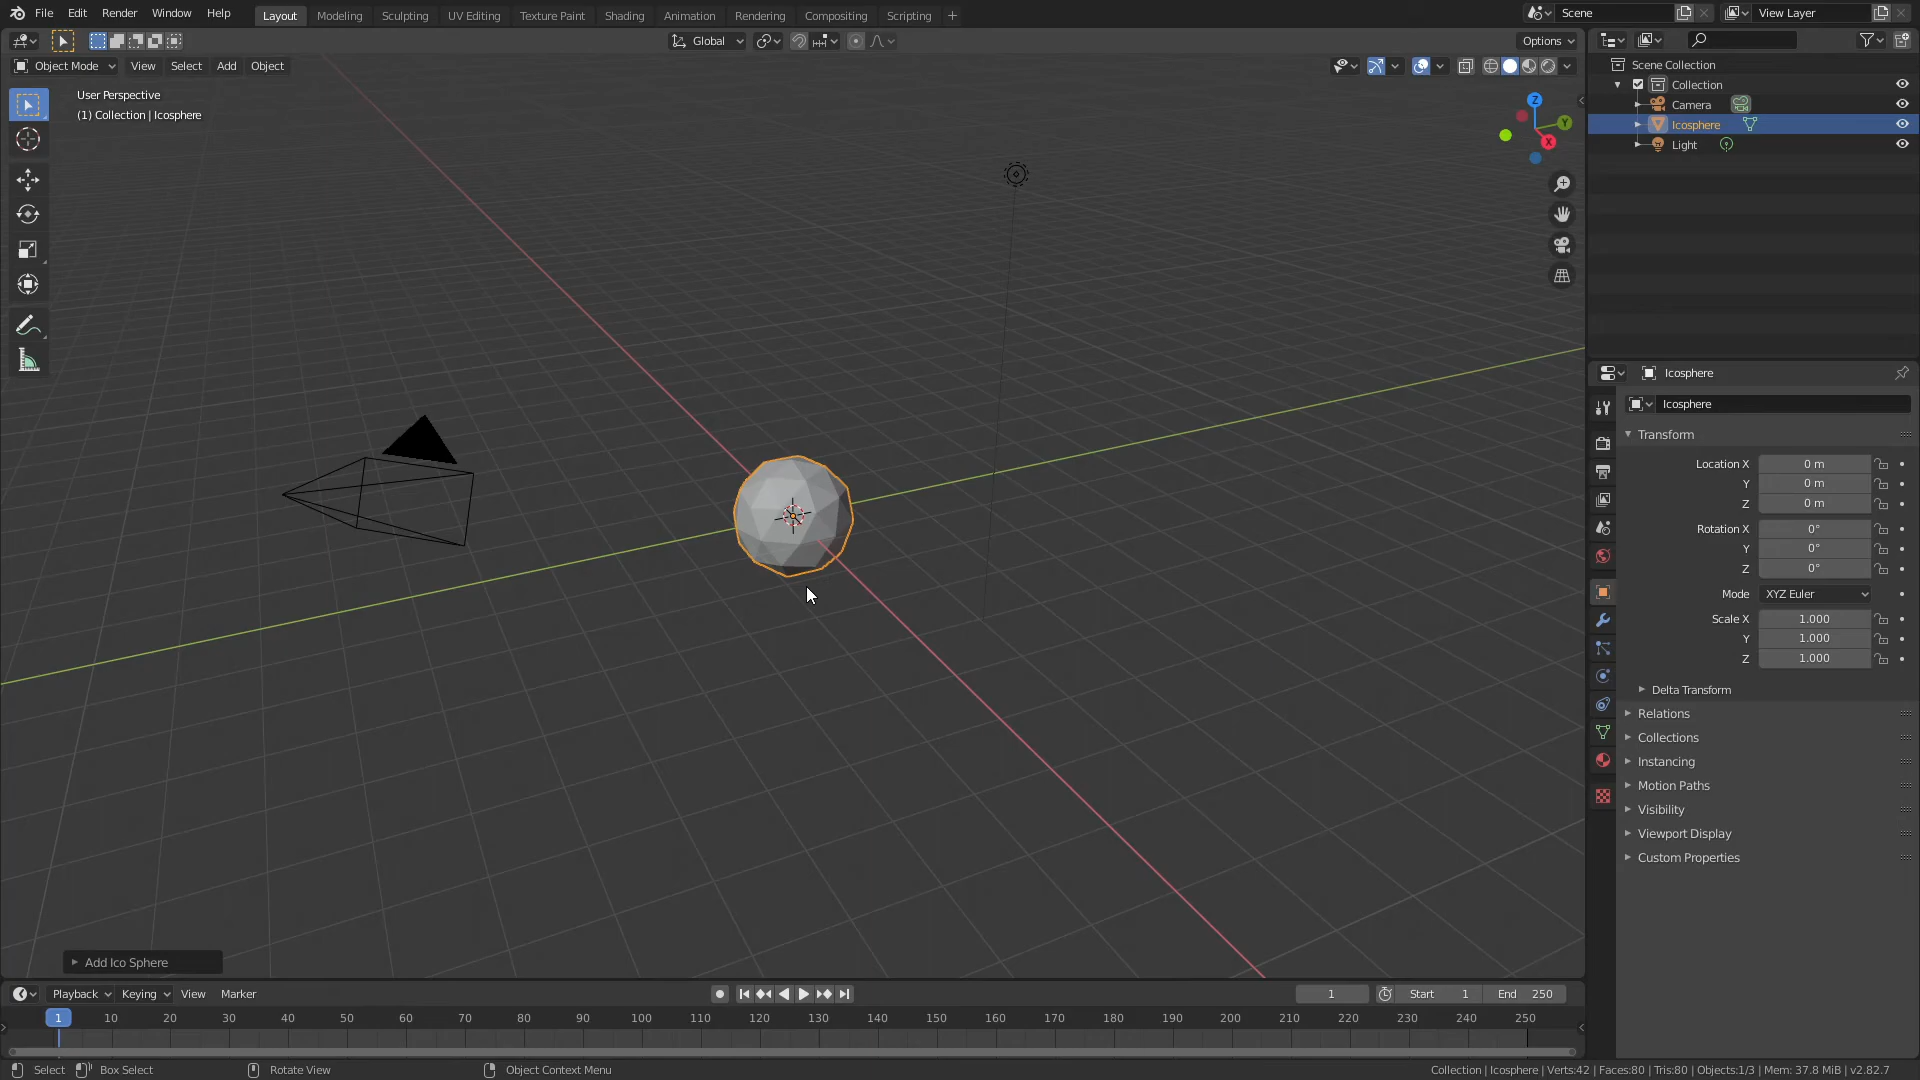 File Edit Render Window Help Layout Modeling Sculpting UV Editing Texture Paint Shading Animation Rendering Compositing Scripting + Scene View Layer
Global Options
Object Mode View Select Add Object
User Perspective
(1) Collection | Icosphere
Z
Y
X
Scene Collection
Collection
Camera
Icosphere
Light
Icosphere
Icosphere
Transform
Location X 0 m
Y 0 m
Z 0 m
Rotation X 0°
Y 0°
Z 0°
Mode XYZ Euler
Scale X 1.000
Y 1.000
Z 1.000
Delta Transform
Relations
Collections
Instancing
Motion Paths
Visibility
Viewport Display
Custom Properties
Add Ico Sphere
Playback Keying View Marker 1 Start 1 End 250
1 10 20 30 40 50 60 70 80 90 100 110 120 130 140 150 160 170 180 190 200 210 220 230 240 250
Select Box Select Rotate View Object Context Menu Collection | Icosphere | Verts:42 | Faces:80 | Tris:80 | Objects:1/3 | Mem: 37.8 MiB | v2.82.7